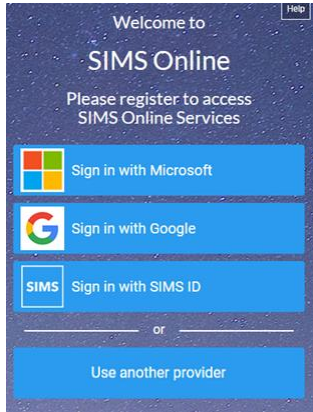 Help
Welcome to
SIMS Online
Please register to access
SIMS Online Services
Sign in with Microsoft
Sign in with Google
SIMS Sign in with SIMS ID
or
Use another provider